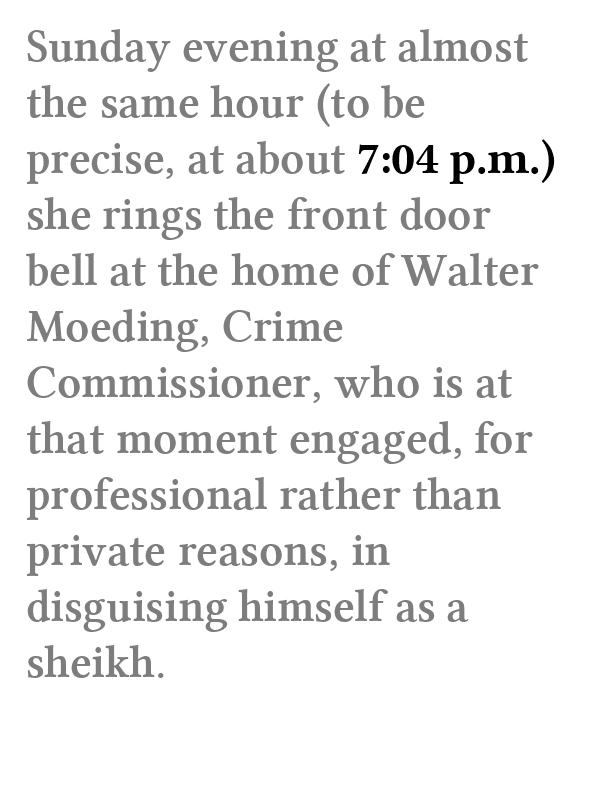 Sunday evening at almost
the same hour (to be
precise, at about 7:04 p.m.)
she rings the front door
bell at the home of Walter
Moeding, Crime
Commissioner, who is at
that moment engaged, for
professional rather than
private reasons, in
disguising himself as a
sheikh.